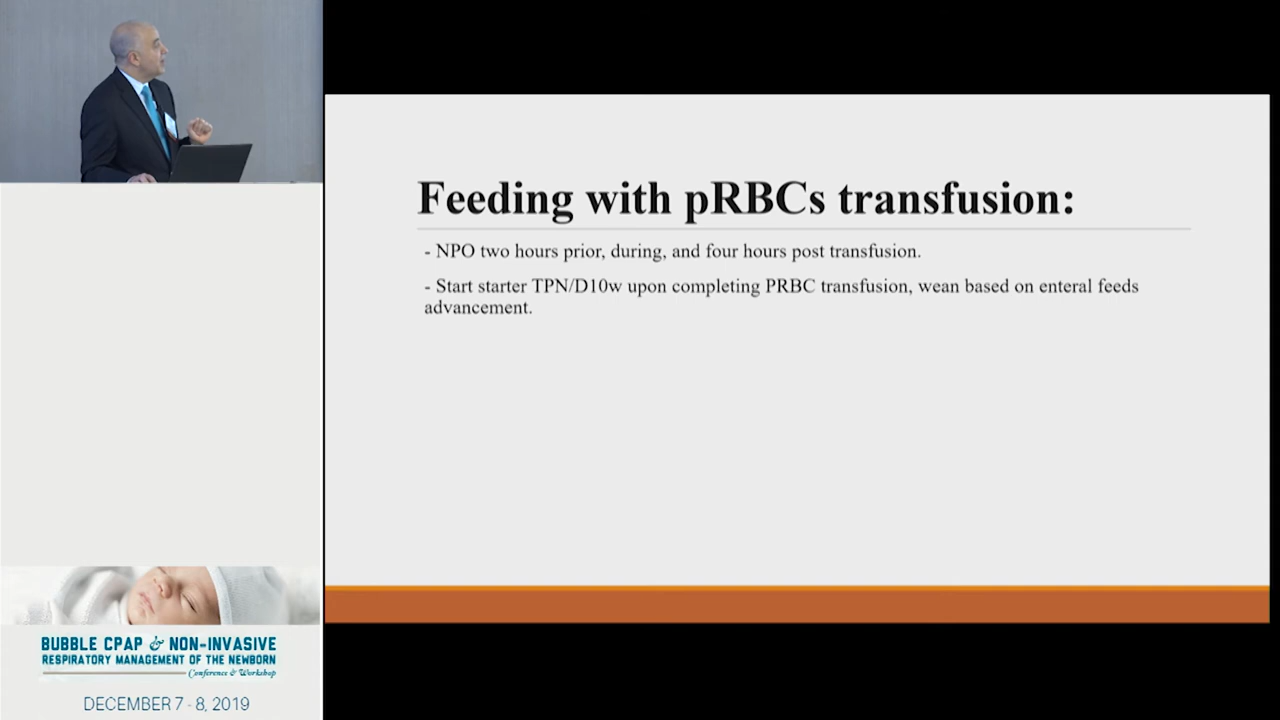 Feeding with pRBCs transfusion:
- NPO two hours prior, during, and four hours post transfusion.
- Start starter TPN/D10w upon completing PRBC transfusion, wean based on enteral feeds
advancement.
BUBBLE CPAP & NON-INVASIVE
RESPIRATORY MANAGEMENT OF THE NEWBORN
Conference & Workshop
DECEMBER 7 - 8, 2019